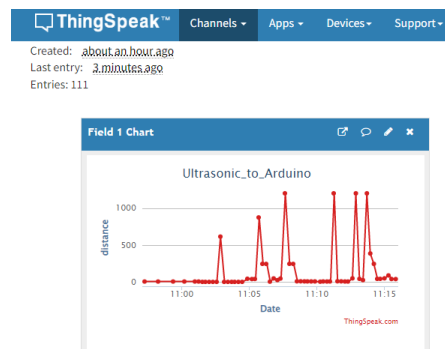 ThingSpeak™ Channels Apps Devices Support
Created: about an hour ago
Last entry: 3 minutes ago
Entries: 111
Field 1 Chart
Ultrasonic_to_Arduino
1000
500
0
distance
11:00 11:05 11:10 11:15
Date
ThingSpeak.com